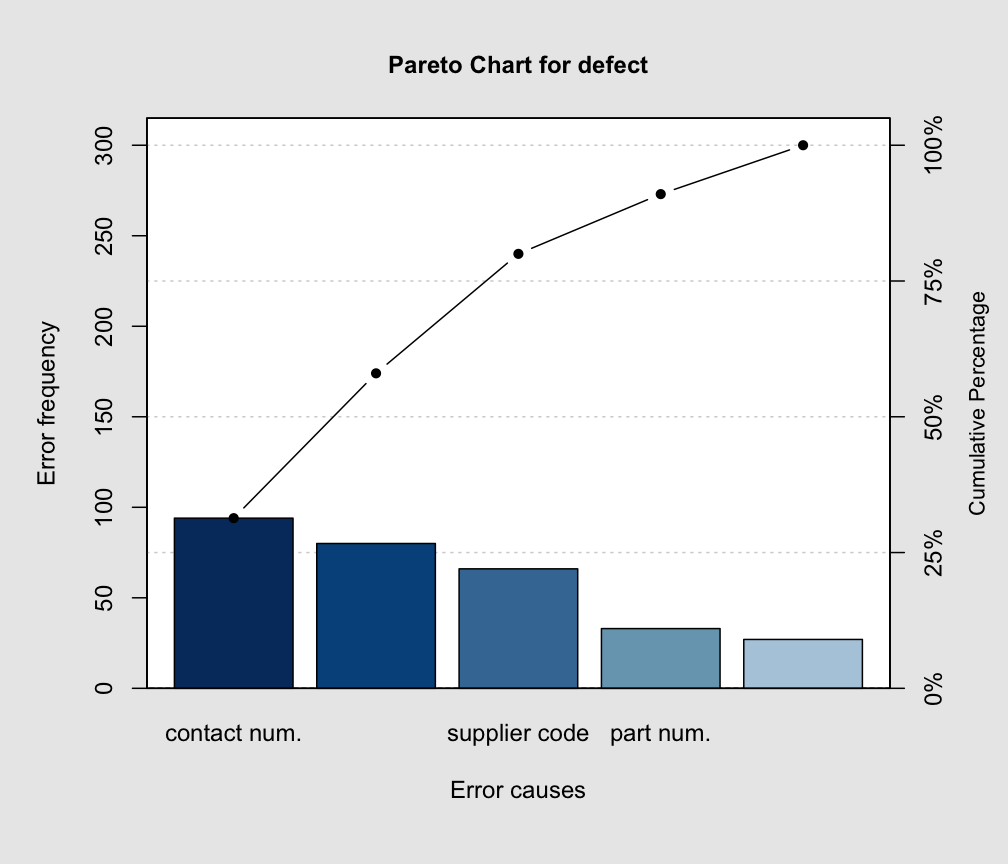 Pareto Chart for defect
300
250
200
150
100
50
0
Error frequency
100%
75%
50%
25%
0%
Cumulative Percentage
contact num.
supplier code
part num.
Error causes